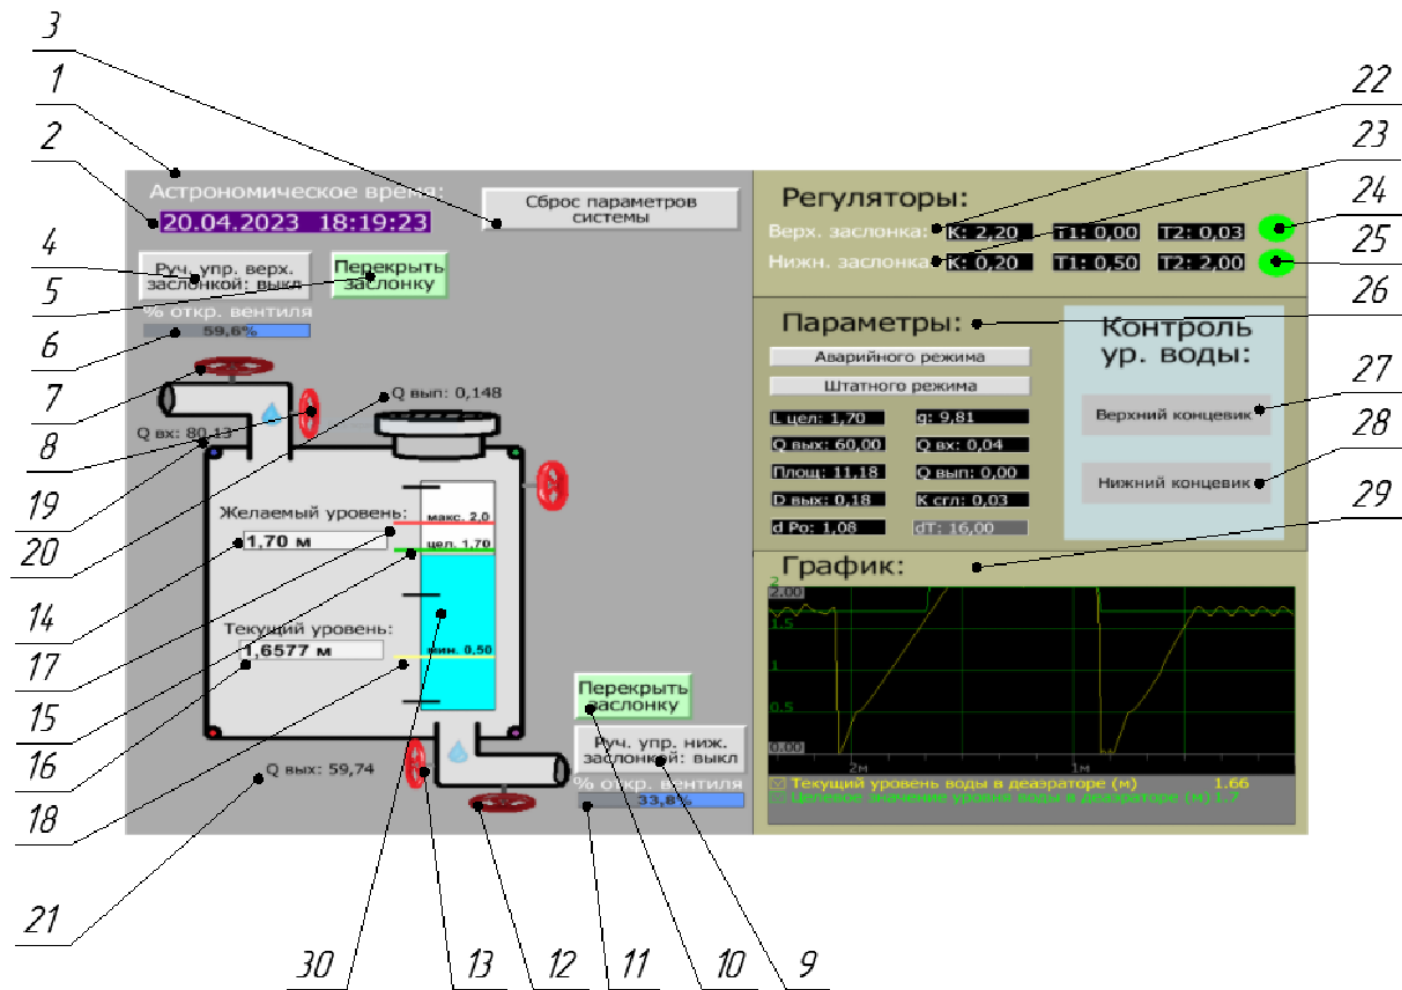 3
1
2
4
5
6
7
8
19
20
14
17
15
16
18
21
30
13
12
11
10
9
22
23
24
25
26
27
28
29
Астрономическое время:
20.04.2023 18:19:23
Сброс параметров
системы
Руч. упр. верх.
заслонкой: выкл
Перекрыть
заслонку
% откр. вентиля
59,6%
Q вып: 0,148
Q вх: 80,13
Желаемый уровень:
1,70 м
макс. 2,0
цел. 1,70
Текущий уровень:
1,6577 м
мин. 0,50
Q вых: 59,74
Перекрыть
заслонку
Руч. упр. ниж.
заслонкой: выкл
% откр. вентиля
33,8%
Регуляторы:
Верх. заслонка: К: 2,20 Т1: 0,00 Т2: 0,03
Нижн. заслонка: К: 0,20 Т1: 0,50 Т2: 2,00
Параметры:
Аварийного режима
Штатного режима
L цел: 1,70 g: 9,81
Q вых: 60,00 Q вх: 0,04
Площ: 11,18 Q вып: 0,00
D вых: 0,18 К сгл: 0,03
d Po: 1,08 dT: 16,00
Контроль
ур. воды:
Верхний концевик
Нижний концевик
График:
2
2.00
1.5
1
0.5
0.00
2м 1м
Текущий уровень воды в деаэраторе (м) 1.66
Целевое значение уровня воды в деаэраторе (м) 1.7